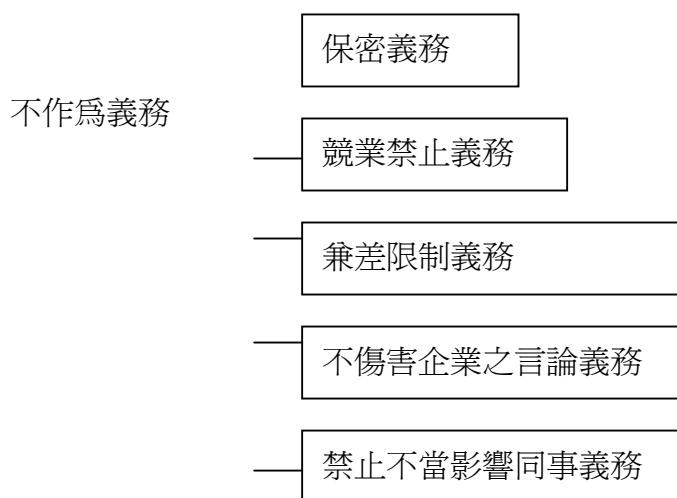 保密義務
不作為義務
競業禁止義務
兼差限制義務
不傷害企業之言論義務
禁止不當影響同事義務